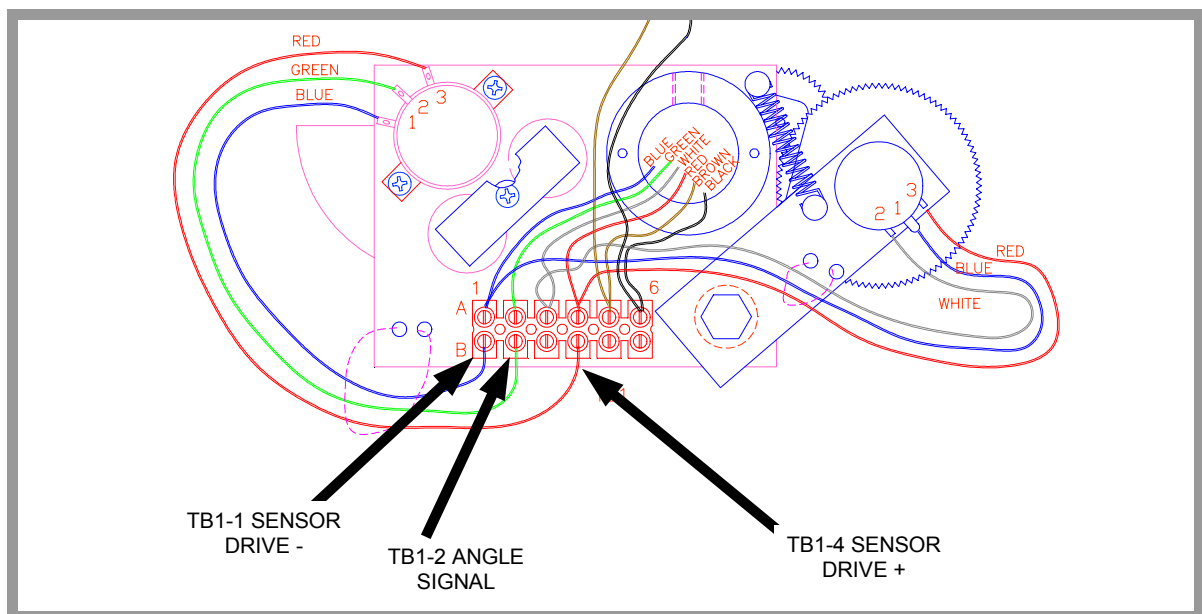 RED
GREEN
BLUE
3
2
1
BLUE
GREEN
WHITE
RED
BROWN
BLACK
3
1
2
RED
BLUE
WHITE
1
6
A
B
TB1-1 SENSOR
DRIVE -
TB1-2 ANGLE
SIGNAL
TB1-4 SENSOR
DRIVE +